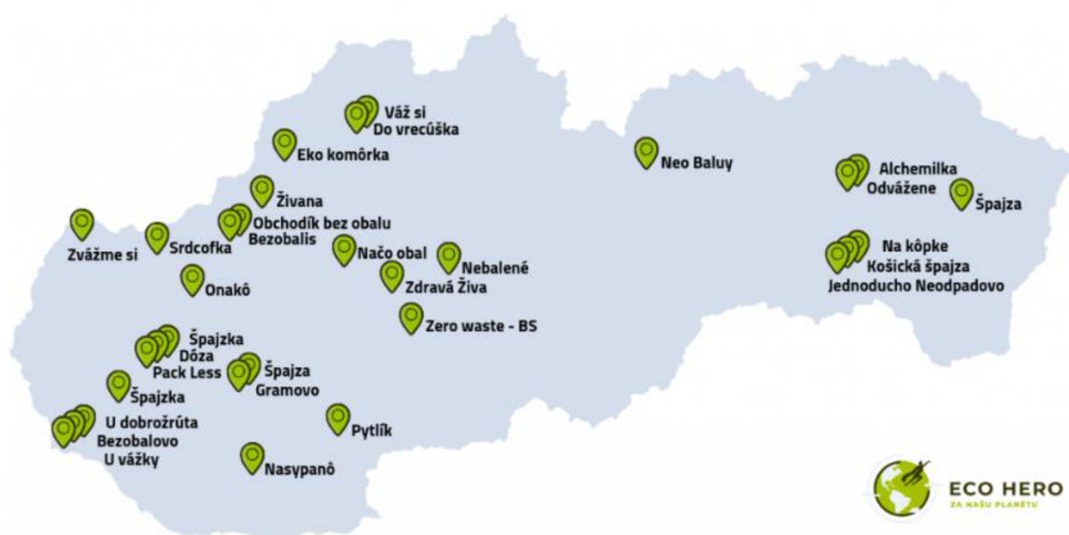 Váž si
Do vrecúška
Eko komôrka
Neo Baluy
Alchemilka
Odvážene
Špajza
Živana
Obchodík bez obalu
Bezobalis
Zvážme si
Srdcofka
Načo obal
Nebalené
Na kôpke
Košická špajza
Jednoducho Neodpadovo
Onakô
Zdravá Živa
Zero waste - BS
Špajzka
Dóza
Pack Less
Špajza
Gramovo
Špajzka
U dobrožrúta
Bezobalovo
U vážky
Pytlík
Nasypanô
ECO HERO
ZA NAŠU PLANÉTU